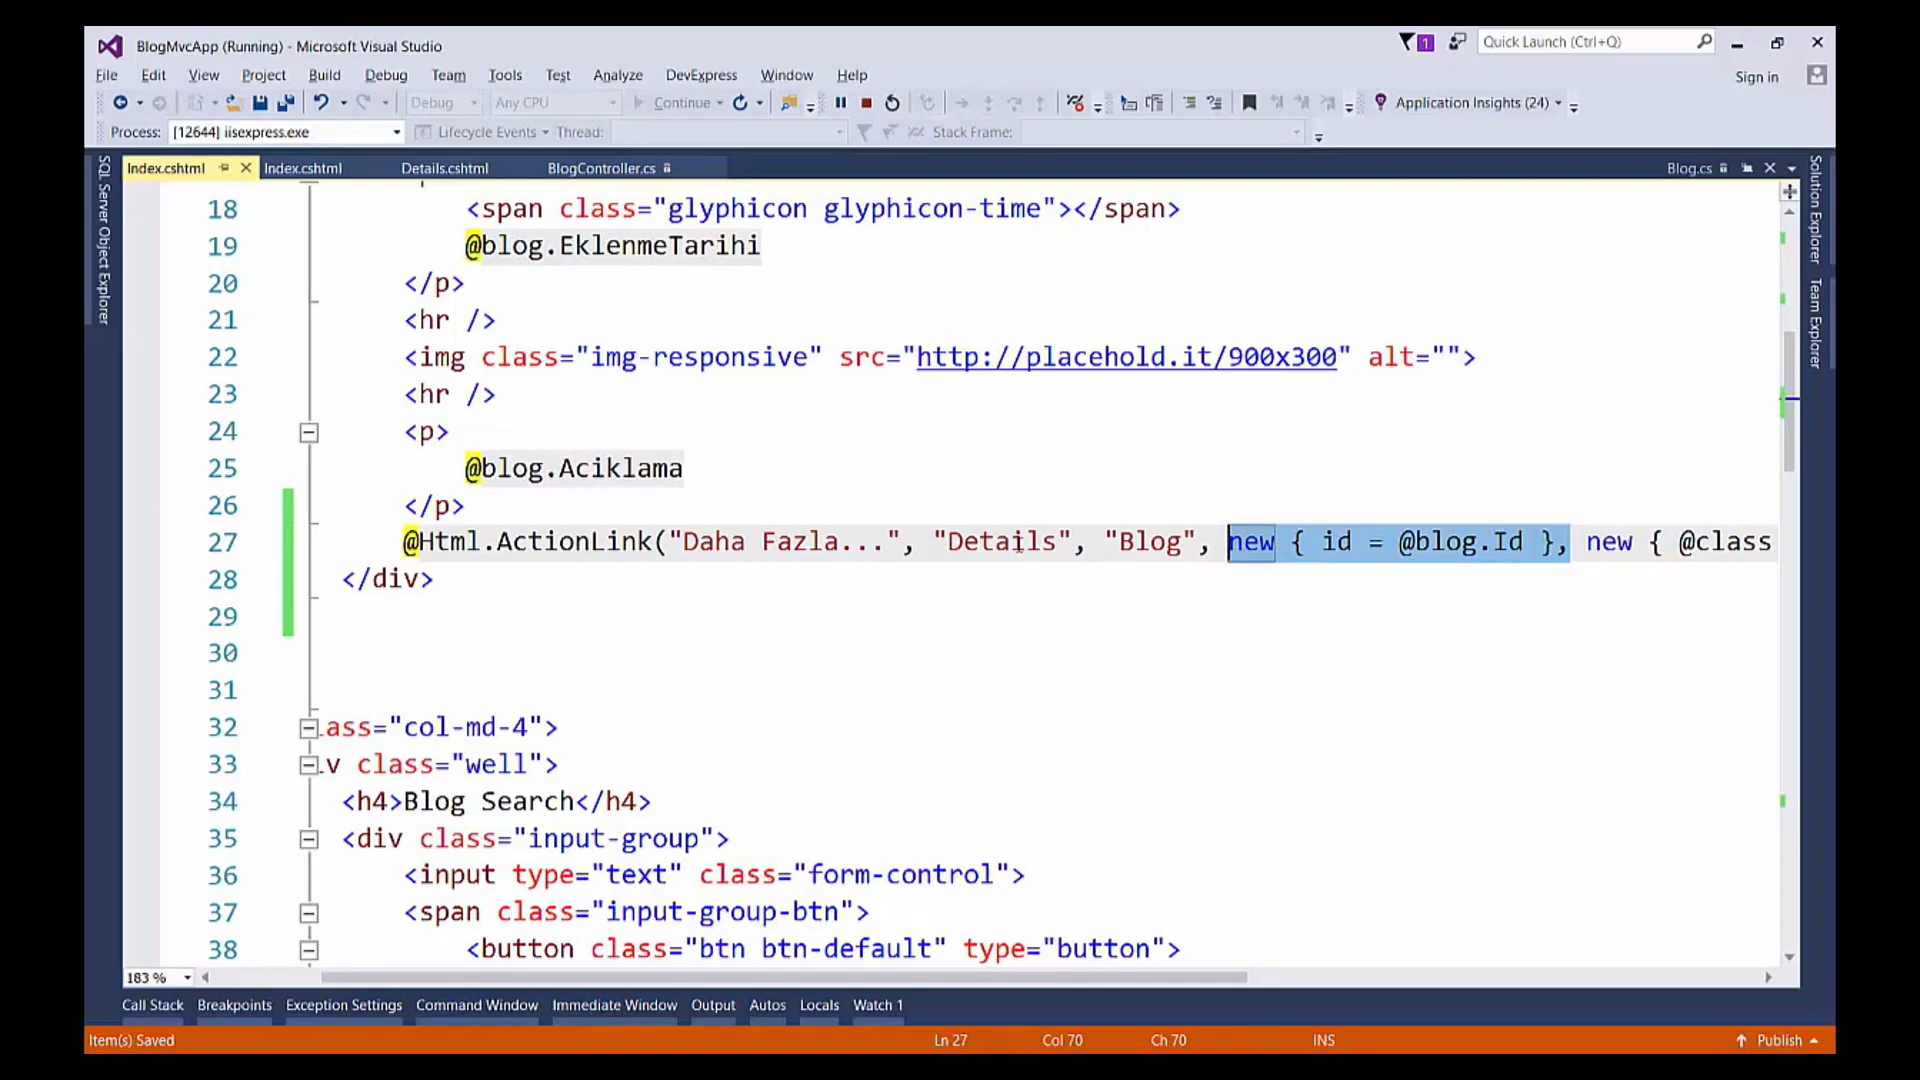 BlogMvcApp (Running) - Microsoft Visual Studio
1
Quick Launch (Ctrl+Q)
File Edit View Project Build Debug Team Tools Test Analyze DevExpress Window Help
Sign in
Debug Any CPU Continue Application Insights (24)
Process: [12644] iisexpress.exe Lifecycle Events Thread: Stack Frame:
SQL Server Object Explorer
Index.cshtml Index.cshtml Details.cshtml BlogController.cs Blog.cs
Solution Explorer
Team Explorer
18 <span class="glyphicon glyphicon-time"></span>
19 @blog.EklenmeTarihi
20 </p>
21 <hr />
22 <img class="img-responsive" src="http://placehold.it/900x300" alt="">
23 <hr />
24 <p>
25 @blog.Aciklama
26 </p>
27 @Html.ActionLink("Daha Fazla...", "Details", "Blog", new { id = @blog.Id }, new { @class
28 </div>
29
30
31
32 ass="col-md-4">
33 v class="well">
34 <h4>Blog Search</h4>
35 <div class="input-group">
36 <input type="text" class="form-control">
37 <span class="input-group-btn">
38 <button class="btn btn-default" type="button">
183 %
Call Stack Breakpoints Exception Settings Command Window Immediate Window Output Autos Locals Watch 1
Item(s) Saved Ln 27 Col 70 Ch 70 INS Publish